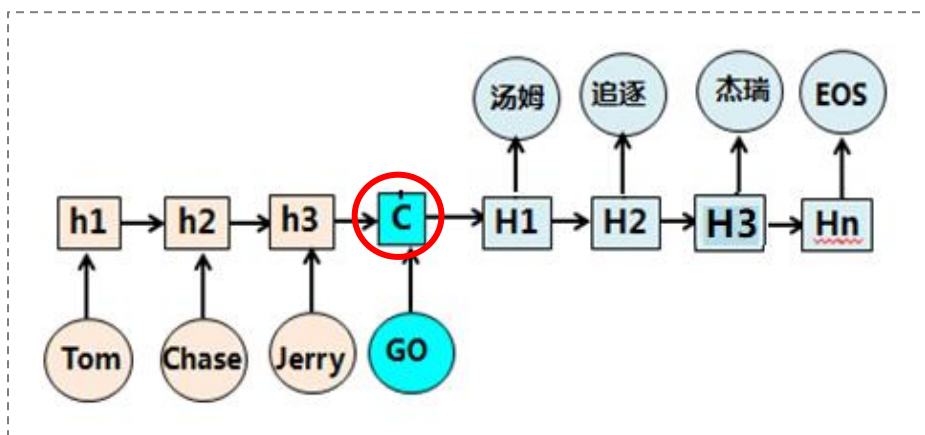 汤姆 追逐 杰瑞 EOS
h1 h2 h3 C H1 H2 H3 Hn
Tom Chase Jerry GO